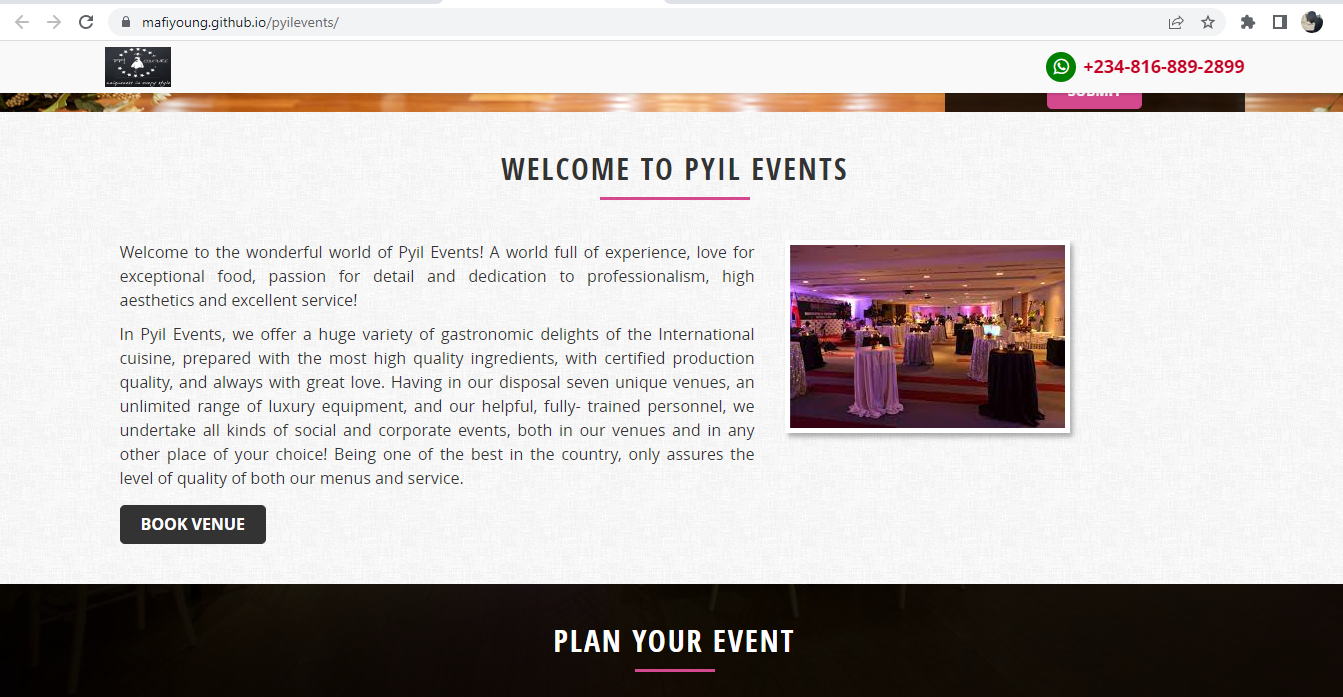 mafiyoung.github.io/pyilevents/
+234-816-889-2899
SUBMIT
WELCOME TO PYIL EVENTS
Welcome to the wonderful world of Pyil Events! A world full of experience, love for
exceptional food, passion for detail and dedication to professionalism, high
aesthetics and excellent service!
In Pyil Events, we offer a huge variety of gastronomic delights of the International
cuisine, prepared with the most high quality ingredients, with certified production
quality, and always with great love. Having in our disposal seven unique venues, an
unlimited range of luxury equipment, and our helpful, fully- trained personnel, we
undertake all kinds of social and corporate events, both in our venues and in any
other place of your choice! Being one of the best in the country, only assures the
level of quality of both our menus and service.
BOOK VENUE
PLAN YOUR EVENT